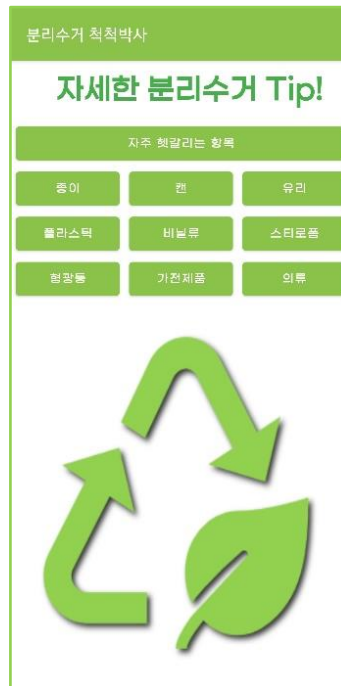 분리수거 척척박사
자세한 분리수거 Tip!
자주 헷갈리는 항목
종이 캔 유리
플라스틱 비닐류 스티로폼
형광등 가전제품 의류